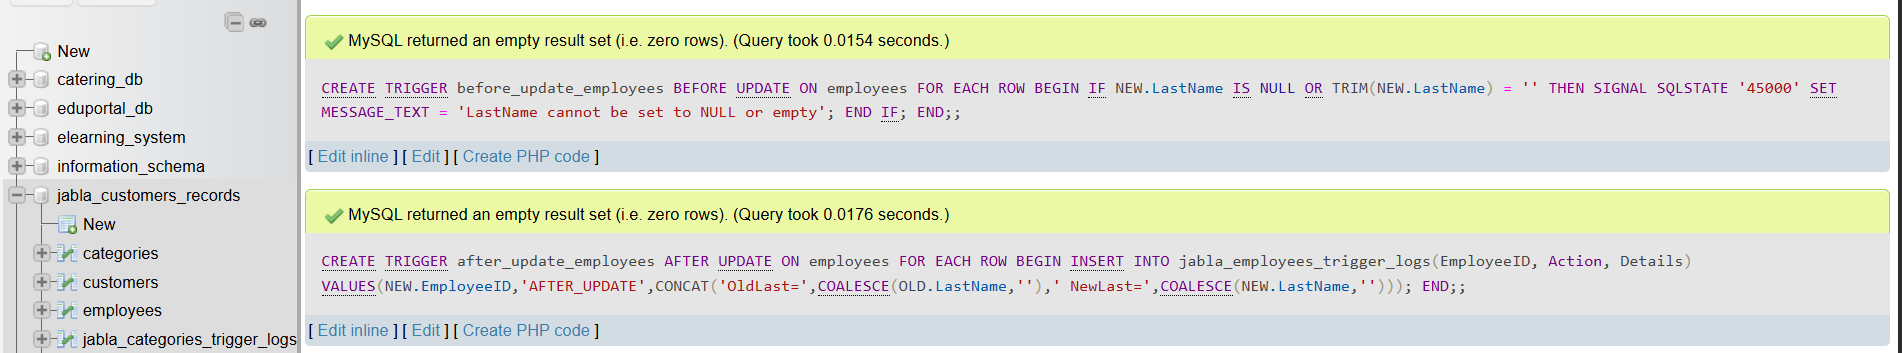 New
catering_db
eduportal_db
elearning_system
information_schema
jabla_customers_records
New
categories
customers
employees
jabla_categories_trigger_logs
MySQL returned an empty result set (i.e. zero rows). (Query took 0.0154 seconds.)
CREATE TRIGGER before_update_employees BEFORE UPDATE ON employees FOR EACH ROW BEGIN IF NEW.LastName IS NULL OR TRIM(NEW.LastName) = '' THEN SIGNAL SQLSTATE '45000' SET
MESSAGE_TEXT = 'LastName cannot be set to NULL or empty'; END IF; END;;
[ Edit inline ] [ Edit ] [ Create PHP code ]
MySQL returned an empty result set (i.e. zero rows). (Query took 0.0176 seconds.)
CREATE TRIGGER after_update_employees AFTER UPDATE ON employees FOR EACH ROW BEGIN INSERT INTO jabla_employees_trigger_logs(EmployeeID, Action, Details)
VALUES(NEW.EmployeeID,'AFTER_UPDATE',CONCAT('OldLast=',COALESCE(OLD.LastName,''),' NewLast=',COALESCE(NEW.LastName,''))); END;;
[ Edit inline ] [ Edit ] [ Create PHP code ]